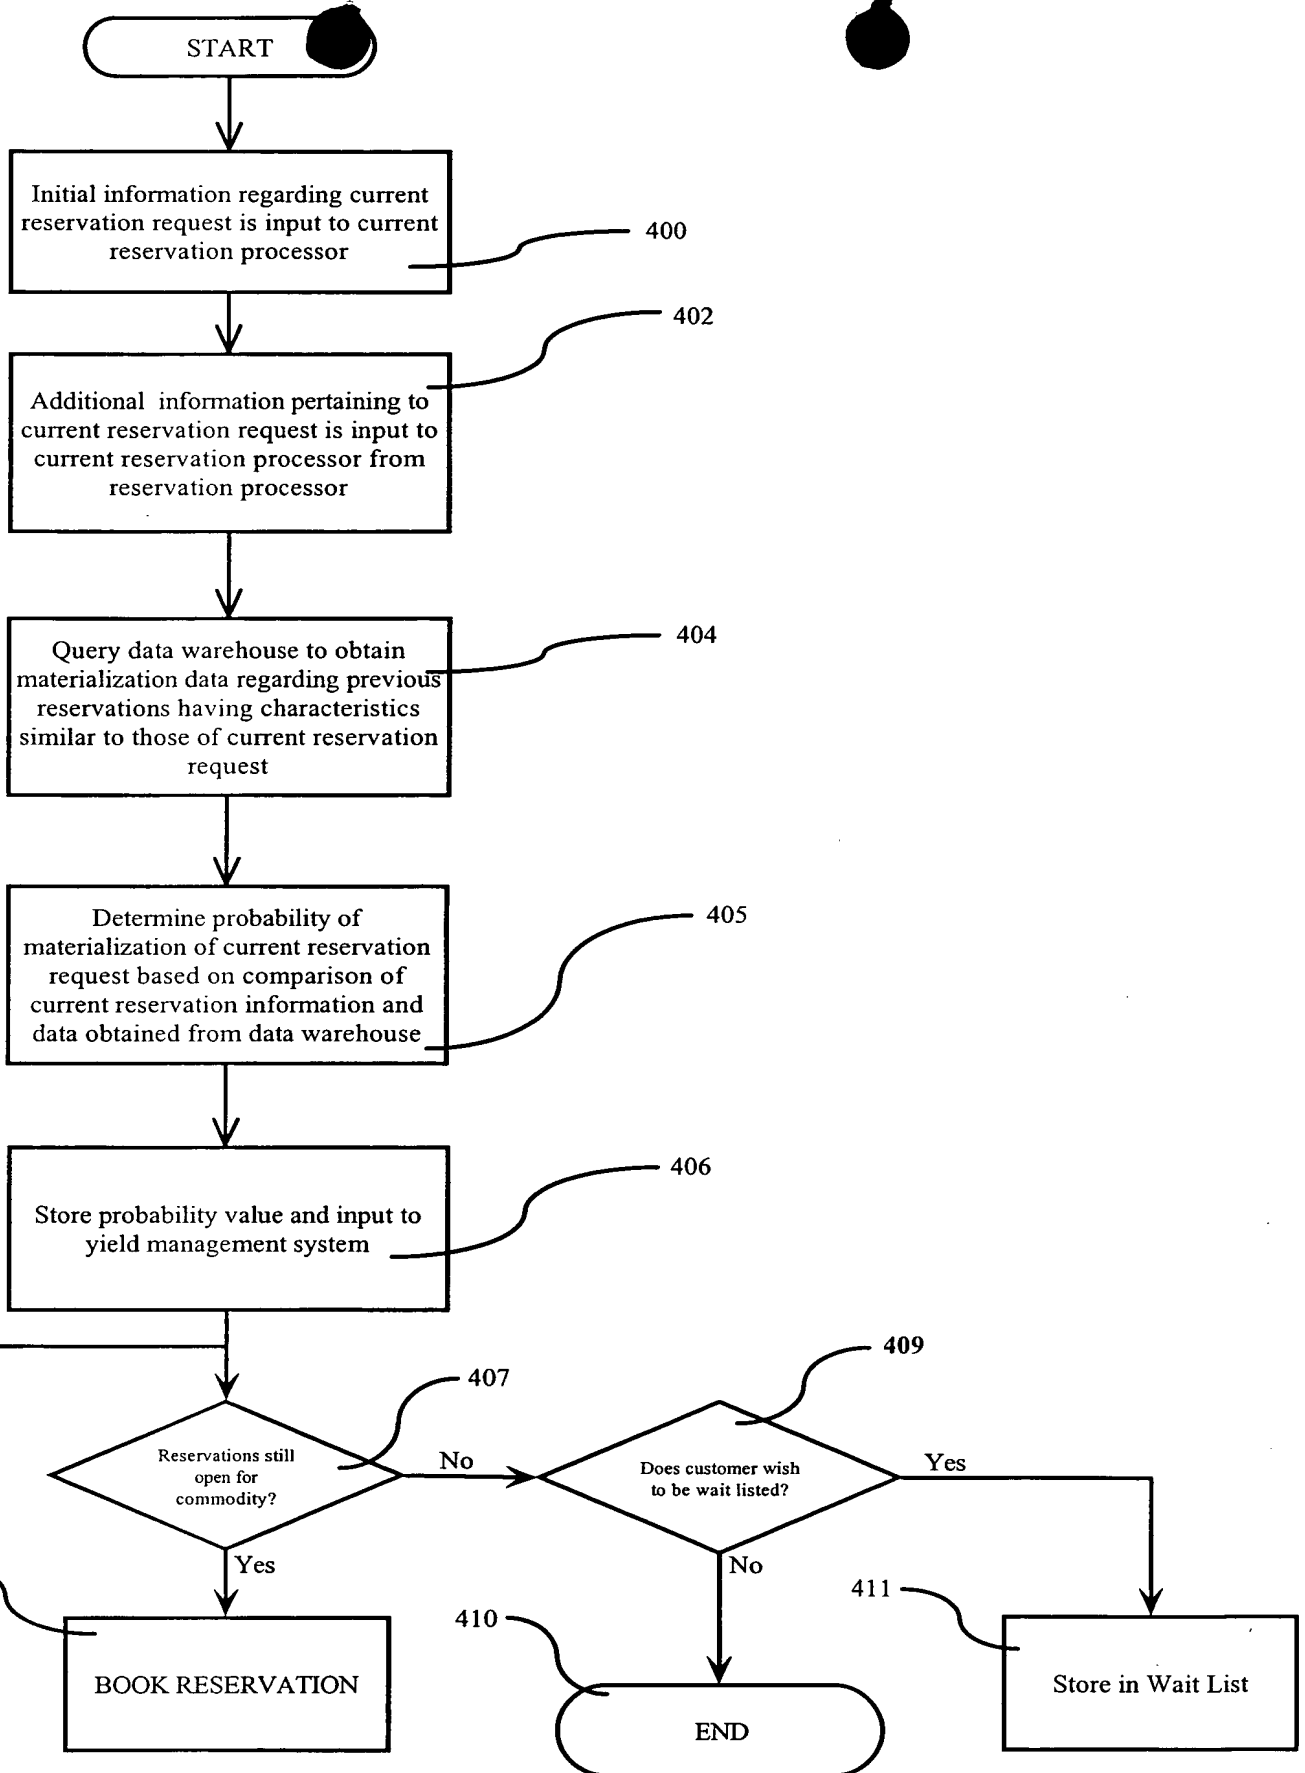 START
Initial information regarding current
reservation request is input to current
reservation processor
400
402
Additional information pertaining to
current reservation request is input to
current reservation processor from
reservation processor
404
Query data warehouse to obtain
materialization data regarding previous
reservations having characteristics
similar to those of current reservation
request
405
Determine probability of
materialization of current reservation
request based on comparison of
current reservation information and
data obtained from data warehouse
406
Store probability value and input to
yield management system
409
407
Reservations still
open for
commodity?
No
Does customer wish
to be wait listed?
Yes
Yes
No
411
410
BOOK RESERVATION
Store in Wait List
END